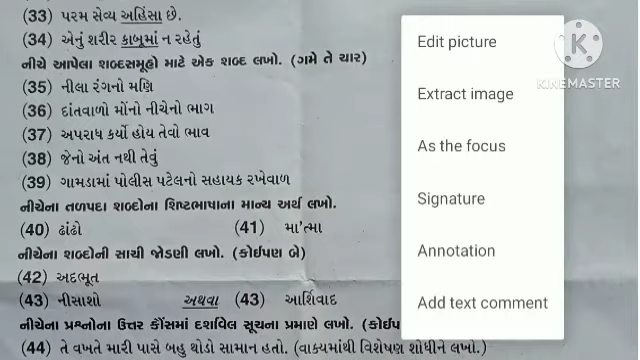 (33) પરમ સેવ્ય અહિંસા છે.
(34) એનું શરીર કાબૂમાં ન રહેતું
નીચે આપેલા શબ્દસમૂહો માટે એક શબ્દ લખો. (ગમે તે ચાર)
(35) નીલા રંગનો મણિ
(36) દાંતવાળો મોંનો નીચેનો ભાગ
(37) અપરાધ કર્યો હોય તેવો ભાવ
(38) જેનો અંત નથી તેવું
(39) ગામડામાં પોલીસ પટેલનો સહાયક રખેવાળ
નીચેના તળપદા શબ્દોના શિષ્ટભાષાના માન્ય અર્થ લખો.
(40) ઢાંઢો (41) મા'ત્મા
નીચેના શબ્દોની સાચી જોડણી લખો. (કોઈપણ બે)
(42) અદભૂત
(43) નીસાશો અથવા (43) આર્શિવાદ
નીચેના પ્રશ્નોના ઉત્તર કૌંસમાં દર્શાવેલ સૂચના પ્રમાણે લખો. (કોઈપ
(44) તે વખતે મારી પાસે બહુ થોડો સામાન હતો. (વાક્યમાંથી વિશેષણ શોધીને લખો.)
Edit picture
Extract image
As the focus
Signature
Annotation
Add text comment
KINEMASTER